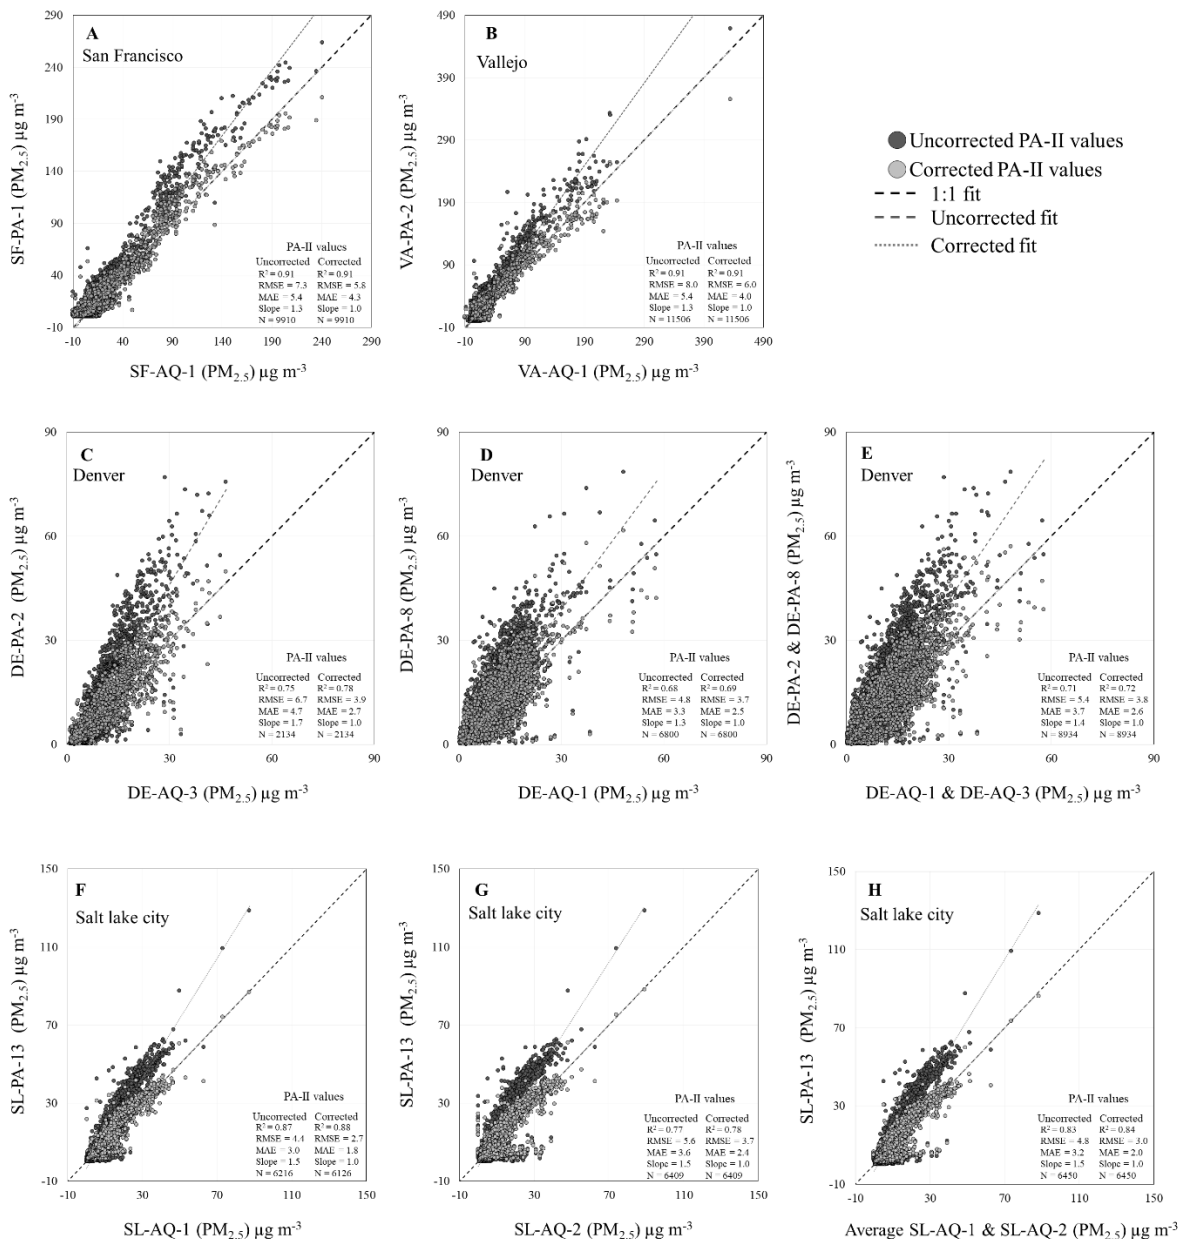 A
San Francisco
SF-PA-1 (PM2.5) µg m-3
290
240
190
140
90
40
-10
PA-II values
Uncorrected Corrected
R2 = 0.91 R2 = 0.91
RMSE = 7.3 RMSE = 5.8
MAE = 5.4 MAE = 4.3
Slope = 1.3 Slope = 1.0
N = 9910 N = 9910
-10 40 90 140 190 240 290
SF-AQ-1 (PM2.5) µg m-3
B
Vallejo
VA-PA-2 (PM2.5) µg m-3
490
390
290
190
90
-10
PA-II values
Uncorrected Corrected
R2 = 0.91 R2 = 0.91
RMSE = 8.0 RMSE = 6.0
MAE = 5.4 MAE = 4.0
Slope = 1.3 Slope = 1.0
N = 11506 N = 11506
-10 90 190 290 390 490
VA-AQ-1 (PM2.5) µg m-3
Uncorrected PA-II values
Corrected PA-II values
1:1 fit
Uncorrected fit
Corrected fit
C
Denver
DE-PA-2 (PM2.5) µg m-3
90
60
30
0
PA-II values
Uncorrected Corrected
R2 = 0.75 R2 = 0.78
RMSE = 6.7 RMSE = 3.9
MAE = 4.7 MAE = 2.7
Slope = 1.7 Slope = 1.0
N = 2134 N = 2134
0 30 60 90
DE-AQ-3 (PM2.5) µg m-3
D
Denver
DE-PA-8 (PM2.5) µg m-3
90
60
30
0
PA-II values
Uncorrected Corrected
R2 = 0.68 R2 = 0.69
RMSE = 4.8 RMSE = 3.7
MAE = 3.3 MAE = 2.5
Slope = 1.3 Slope = 1.0
N = 6800 N = 6800
0 30 60 90
DE-AQ-1 (PM2.5) µg m-3
E
Denver
DE-PA-2 & DE-PA-8 (PM2.5) µg m-3
90
60
30
0
PA-II values
Uncorrected Corrected
R2 = 0.71 R2 = 0.72
RMSE = 5.4 RMSE = 3.8
MAE = 3.7 MAE = 2.6
Slope = 1.4 Slope = 1.0
N = 8934 N = 8934
0 30 60 90
DE-AQ-1 & DE-AQ-3 (PM2.5) µg m-3
F
Salt lake city
SL-PA-13 (PM2.5) µg m-3
150
110
70
30
-10
PA-II values
Uncorrected Corrected
R2 = 0.87 R2 = 0.88
RMSE = 4.4 RMSE = 2.7
MAE = 3.0 MAE = 1.8
Slope = 1.5 Slope = 1.0
N = 6216 N = 6126
-10 30 70 110 150
SL-AQ-1 (PM2.5) µg m-3
G
Salt lake city
SL-PA-13 (PM2.5) µg m-3
150
110
70
30
-10
PA-II values
Uncorrected Corrected
R2 = 0.77 R2 = 0.78
RMSE = 5.6 RMSE = 3.7
MAE = 3.6 MAE = 2.4
Slope = 1.5 Slope = 1.0
N = 6409 N = 6409
-10 30 70 110 150
SL-AQ-2 (PM2.5) µg m-3
H
Salt lake city
SL-PA-13 (PM2.5) µg m-3
150
110
70
30
-10
PA-II values
Uncorrected Corrected
R2 = 0.83 R2 = 0.84
RMSE = 4.8 RMSE = 3.0
MAE = 3.2 MAE = 2.0
Slope = 1.5 Slope = 1.0
N = 6450 N = 6450
-10 30 70 110 150
Average SL-AQ-1 & SL-AQ-2 (PM2.5) µg m-3